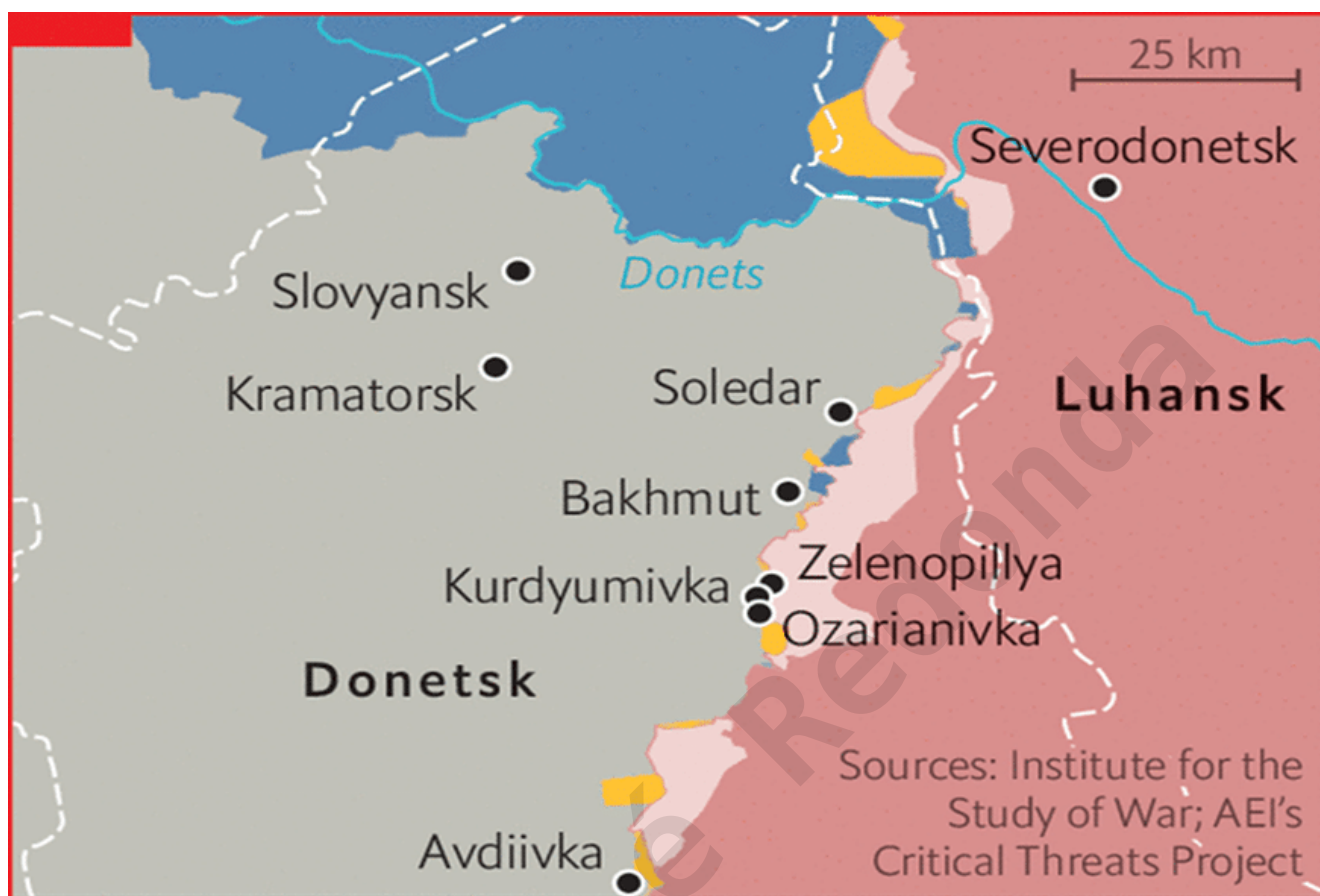 25 km
Severodonetsk
Donets
Slovyansk
Kramatorsk
Soledar
Luhansk
Bakhmut
Zelenopillya
Kurdyumivka
Ozarianivka
Donetsk
Redonda
Sources: Institute for the
Study of War; AEI’s
Critical Threats Project
Avdiivka